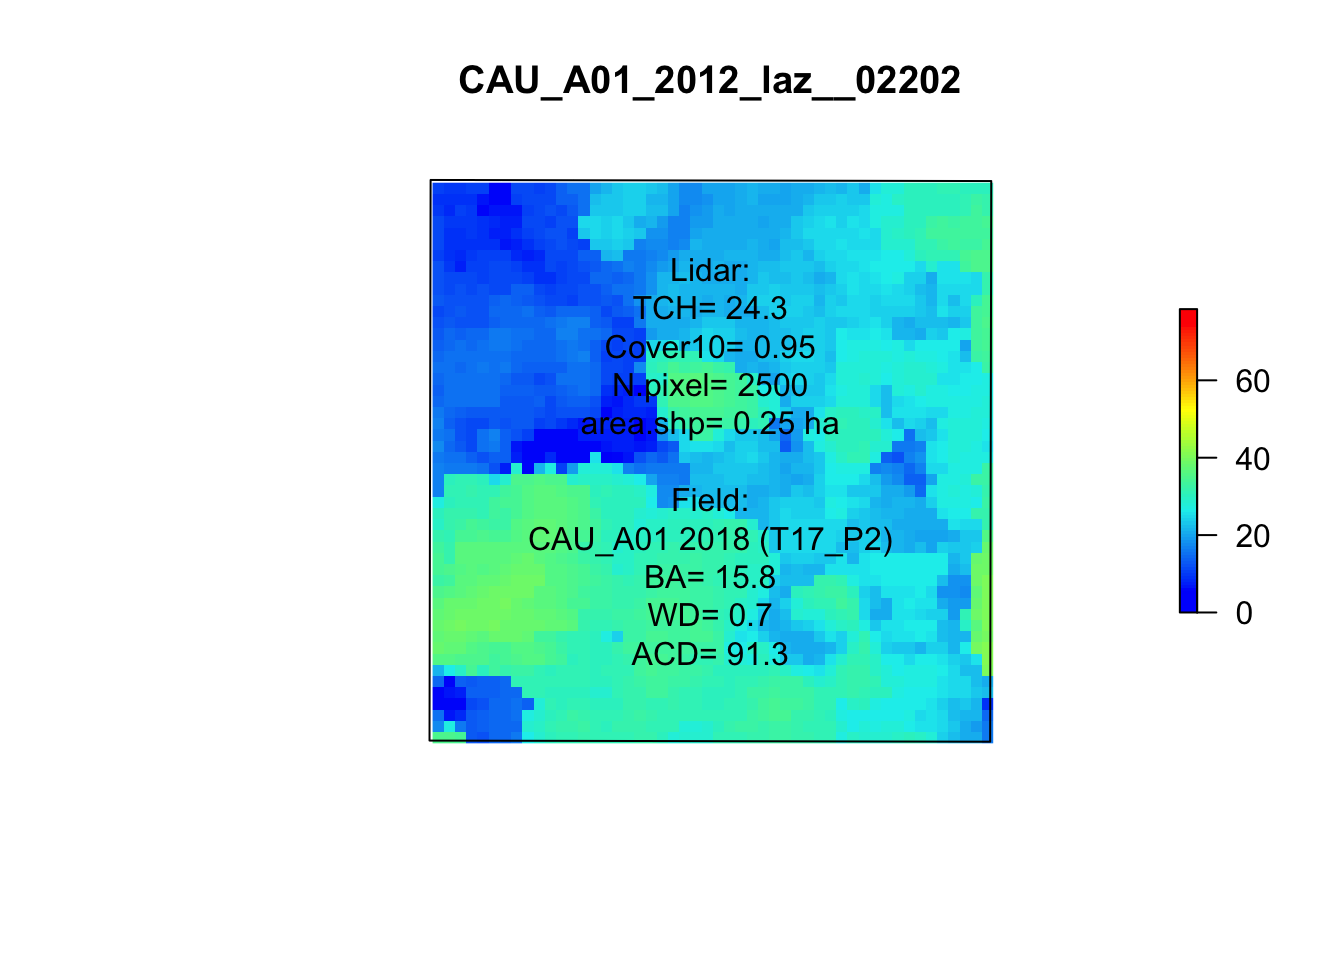 CAU_A01_2012_laz__02202
Lidar:
TCH= 24.3
Cover10= 0.95
N.pixel= 2500
area.shp= 0.25 ha
Field:
CAU_A01 2018 (T17_P2)
BA= 15.8
WD= 0.7
ACD= 91.3
60
40
20
0